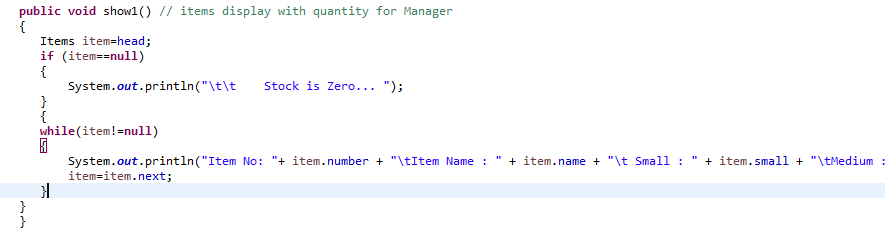 public void show1() // items display with quantity for Manager
{
Items item=head;
if (item==null)
{
System.out.println("\t\t    Stock is Zero... ");
}
{
while(item!=null)
{
System.out.println("Item No: "+ item.number + "\tItem Name : " + item.name + "\t Small : " + item.small + "\tMedium :
item=item.next;
}
}
}